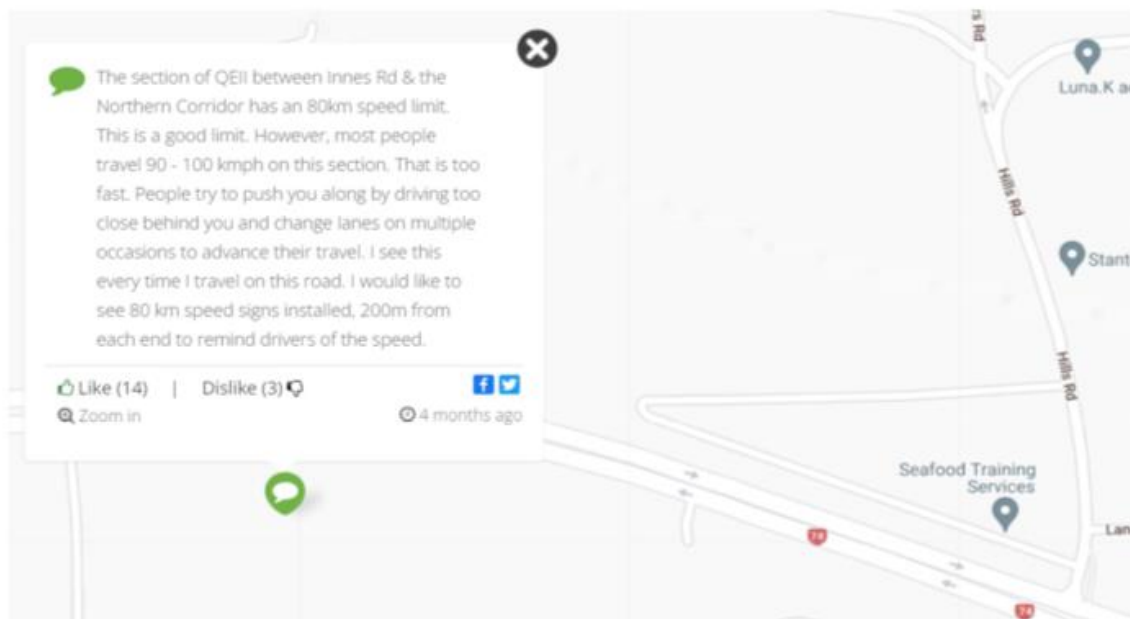 The section of QEII between Innes Rd & the
Northern Corridor has an 80km speed limit.
This is a good limit. However, most people
travel 90 - 100 kmph on this section. That is too
fast. People try to push you along by driving too
close behind you and change lanes on multiple
occasions to advance their travel. I see this
every time I travel on this road. I would like to
see 80 km speed signs installed, 200m from
each end to remind drivers of the speed.
Like (14) | Dislike (3)
Zoom in
4 months ago
rs Rd
Luna.K a
Hills Rd
Stant
Hills Rd
Seafood Training
Services
Lan
74
74